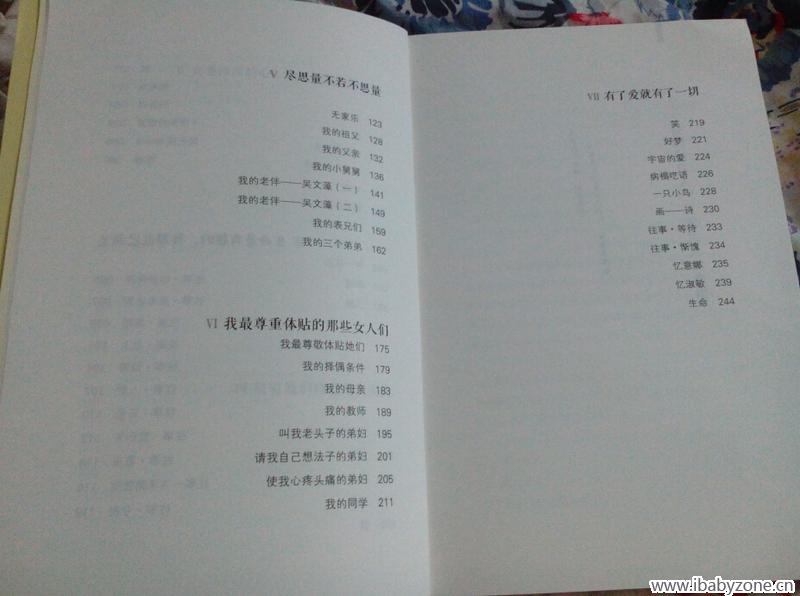 V 尽思量不若不思量
无家乐 123
我的祖父 128
我的父亲 132
我的小舅舅 136
我的老伴——吴文藻（一） 141
我的老伴——吴文藻（二） 149
我的表兄们 159
我的三个弟弟 162
VI 我最尊重体贴的那些女人们
我最尊敬体贴她们 175
我的择偶条件 179
我的母亲 183
我的教师 189
叫我老头子的弟妇 195
请我自己想法子的弟妇 201
使我心疼头痛的弟妇 205
我的同学 211
VII 有了爱就有了一切
笑 219
好梦 221
宇宙的爱 224
病榻呓语 226
一只小鸟 228
画——诗 230
往事·等待 233
往事·惭愧 234
忆意娜 235
忆淑敏 239
生命 244
www.ibabyzone.cn